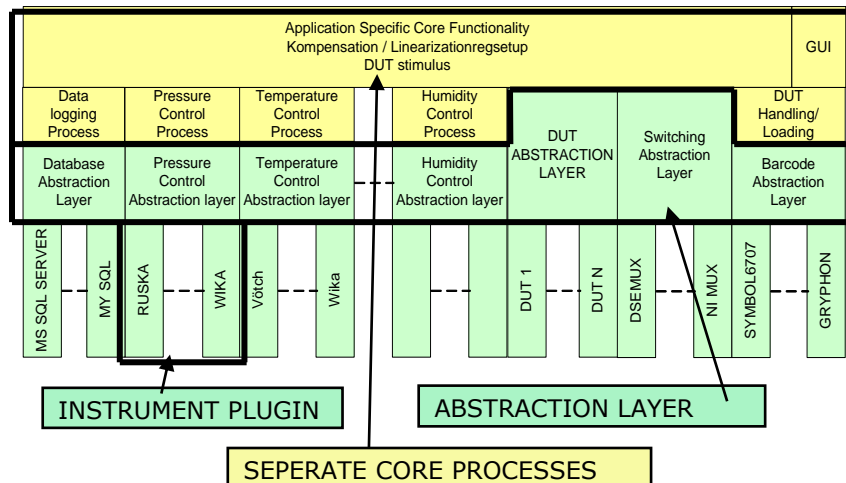 Application Specific Core Functionality
Kompensation / Linearizationregsetup
DUT stimulus
GUI
Data
logging
Process
Pressure
Control
Process
Temperature
Control
Process
Humidity
Control
Process
DUT
ABSTRACTION
LAYER
Switching
Abstraction
Layer
DUT
Handling/
Loading
Database
Abstraction
Layer
Pressure
Control
Abstraction layer
Temperature
Control
Abstraction layer
Humidity
Control
Abstraction layer
Barcode
Abstraction
Layer
MS SQL SERVER
MY SQL
RUSKA
WIKA
Vötch
Wika
DUT 1
DUT N
DSEMUX
NI MUX
SYMBOL6707
GRYPHON
INSTRUMENT PLUGIN
ABSTRACTION LAYER
SEPERATE CORE PROCESSES